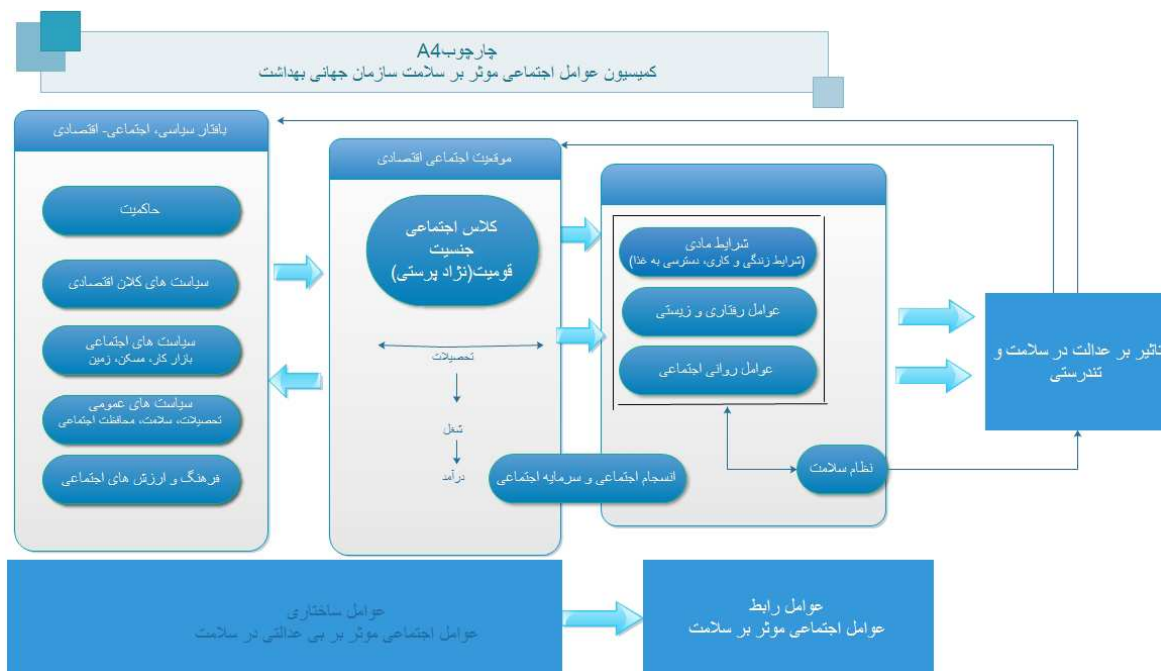 چارچوبA4
کمیسیون عوامل اجتماعی موثر بر سلامت سازمان جهانی بهداشت
بافتار سیاسی، اجتماعی- اقتصادی
حاکمیت
سیاست های کلان اقتصادی
سیاست های اجتماعی
بازار کار، مسکن، زمین
سیاست های عمومی
تحصیلات، سلامت، محافظت اجتماعی
فرهنگ و ارزش های اجتماعی
موقعیت اجتماعی اقتصادی
کلاس اجتماعی
جنسیت
قومیت(نژاد پرستی)
تحصیلات
شغل
درآمد
شرایط مادی
(شرایط زندگی و کاری، دسترسی به غذا)
عوامل رفتاری و زیستی
عوامل روانی اجتماعی
انسجام اجتماعی و سرمایه اجتماعی
نظام سلامت
تاثیر بر عدالت در سلامت و
تندرستی
عوامل ساختاری
عوامل اجتماعی موثر بر بی عدالتی در سلامت
عوامل رابط
عوامل اجتماعی موثر بر سلامت